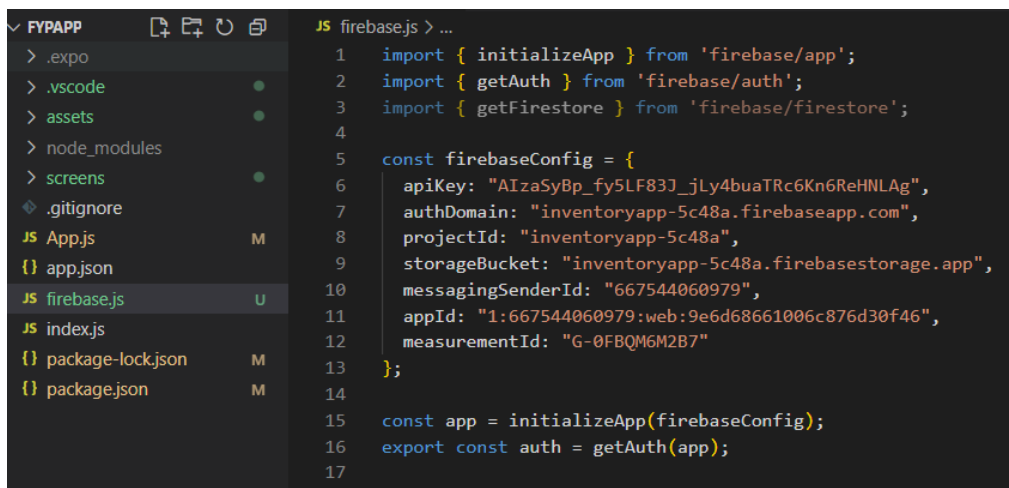 FYPAPP
> .expo
> .vscode
> assets
> node_modules
> screens
.gitignore
JS App.js M
{} app.json
JS firebase.js U
JS index.js
{} package-lock.json M
{} package.json M
JS firebase.js > ...
1 import { initializeApp } from 'firebase/app';
2 import { getAuth } from 'firebase/auth';
3 import { getFirestore } from 'firebase/firestore';
4
5 const firebaseConfig = {
6 apiKey: "AIzaSyBp_fy5LF83J_jLy4buaTRc6Kn6ReHNLAg",
7 authDomain: "inventoryapp-5c48a.firebaseapp.com",
8 projectId: "inventoryapp-5c48a",
9 storageBucket: "inventoryapp-5c48a.firebasestorage.app",
10 messagingSenderId: "667544060979",
11 appId: "1:667544060979:web:9e6d68661006c876d30f46",
12 measurementId: "G-0FBQM6M2B7"
13 };
14
15 const app = initializeApp(firebaseConfig);
16 export const auth = getAuth(app);
17